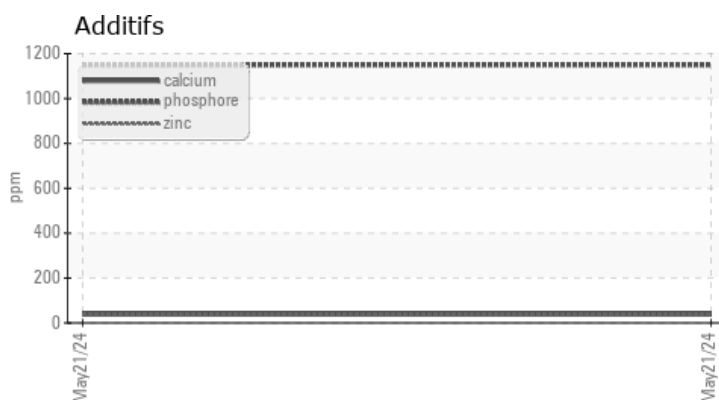 Additifs
1200
1000
800
600
400
200
0
ppm
calcium
phosphore
zinc
May21/24
May21/24